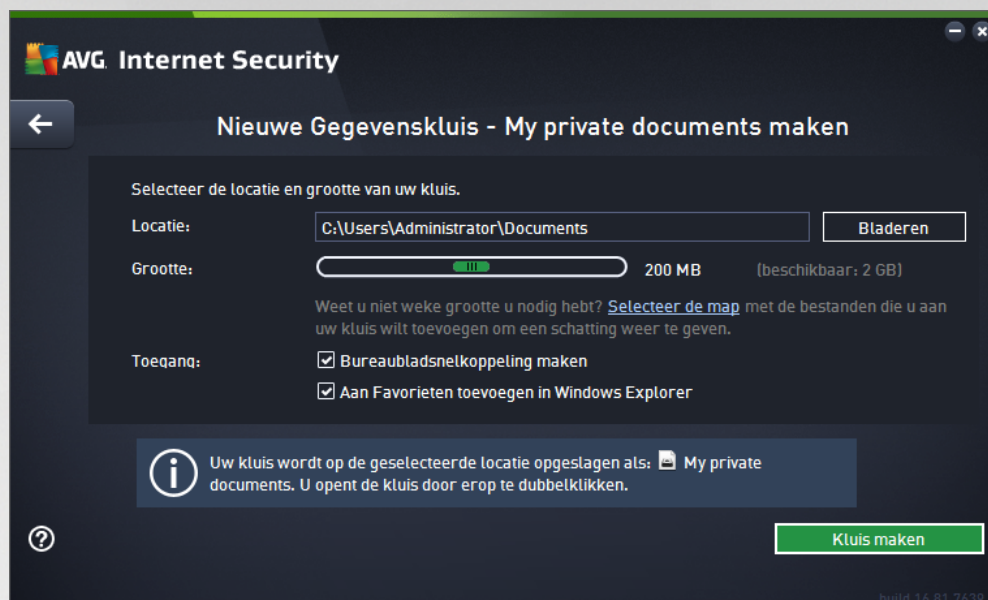 AVG. Internet Security
Nieuwe Gegevenskluis - My private documents maken
Selecteer de locatie en grootte van uw kluis.
Locatie: C:\Users\Administrator\Documents Bladeren
Grootte: 200 MB (beschikbaar: 2 GB)
Weet u niet weke grootte u nodig hebt? Selecteer de map met de bestanden die u aan
uw kluis wilt toevoegen om een schatting weer te geven.
Toegang: Bureaubladsnelkoppeling maken
Aan Favorieten toevoegen in Windows Explorer
Uw kluis wordt op de geselecteerde locatie opgeslagen als: My private
documents. U opent de kluis door erop te dubbelklikken.
Kluis maken
build 16.81.7639